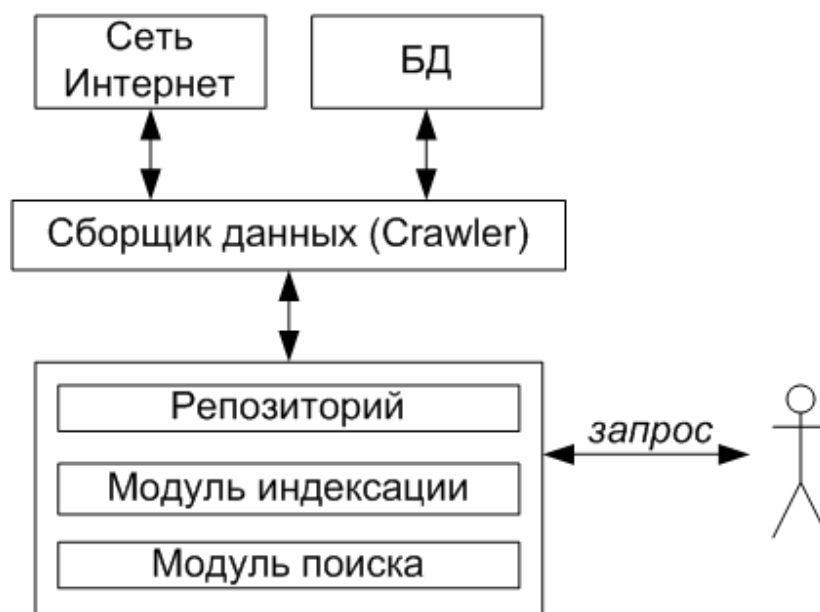 Сеть
Интернет
БД
Сборщик данных (Crawler)
Репозиторий
запрос
Модуль индексации
Модуль поиска